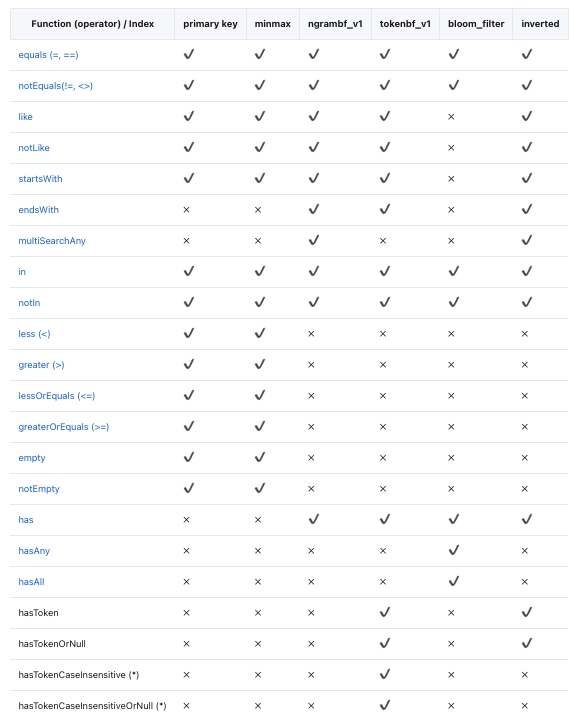 Function (operator) / Index primary key minmax ngrambf_v1 tokenbf_v1 bloom_filter inverted
equals (=, ==) ✔ ✔ ✔ ✔ ✔ ✔
notEquals(!=, <>) ✔ ✔ ✔ ✔ ✔ ✔
like ✔ ✔ ✔ ✔ ✗ ✔
notLike ✔ ✔ ✔ ✔ ✗ ✔
startsWith ✔ ✔ ✔ ✔ ✗ ✔
endsWith ✗ ✗ ✔ ✔ ✗ ✔
multiSearchAny ✗ ✗ ✔ ✗ ✗ ✔
in ✔ ✔ ✔ ✔ ✔ ✔
notIn ✔ ✔ ✔ ✔ ✔ ✔
less (<) ✔ ✔ ✗ ✗ ✗ ✗
greater (>) ✔ ✔ ✗ ✗ ✗ ✗
lessOrEquals (<=) ✔ ✔ ✗ ✗ ✗ ✗
greaterOrEquals (>=) ✔ ✔ ✗ ✗ ✗ ✗
empty ✔ ✔ ✗ ✗ ✗ ✗
notEmpty ✔ ✔ ✗ ✗ ✗ ✗
has ✗ ✗ ✔ ✔ ✔ ✔
hasAny ✗ ✗ ✗ ✗ ✔ ✗
hasAll ✗ ✗ ✗ ✗ ✔ ✗
hasToken ✗ ✗ ✗ ✔ ✗ ✔
hasTokenOrNull ✗ ✗ ✗ ✔ ✗ ✔
hasTokenCaseInsensitive (*) ✗ ✗ ✗ ✔ ✗ ✗
hasTokenCaseInsensitiveOrNull (*) ✗ ✗ ✗ ✔ ✗ ✗